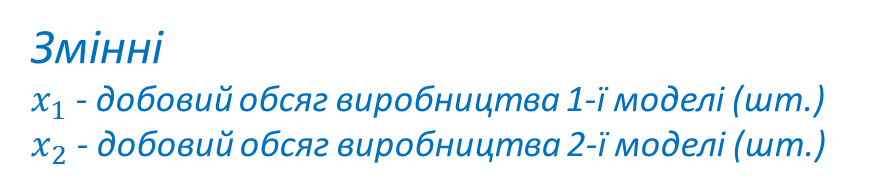 Змінні
x₁ - добовий обсяг виробництва 1-ї моделі (шт.)
x₂ - добовий обсяг виробництва 2-ї моделі (шт.)